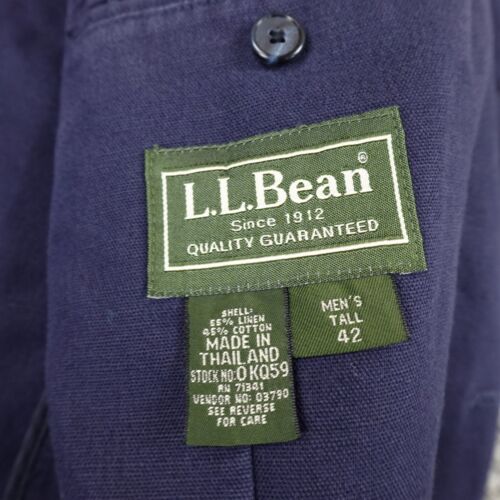 L.L.Bean®
Since 1912
QUALITY GUARANTEED
SHELL:
55% LINEN
45% COTTON
MADE IN
THAILAND
STOCK NO: 0KQ59
RN 71341
VENDOR NO: 03790
SEE REVERSE
FOR CARE
MEN'S
TALL
42